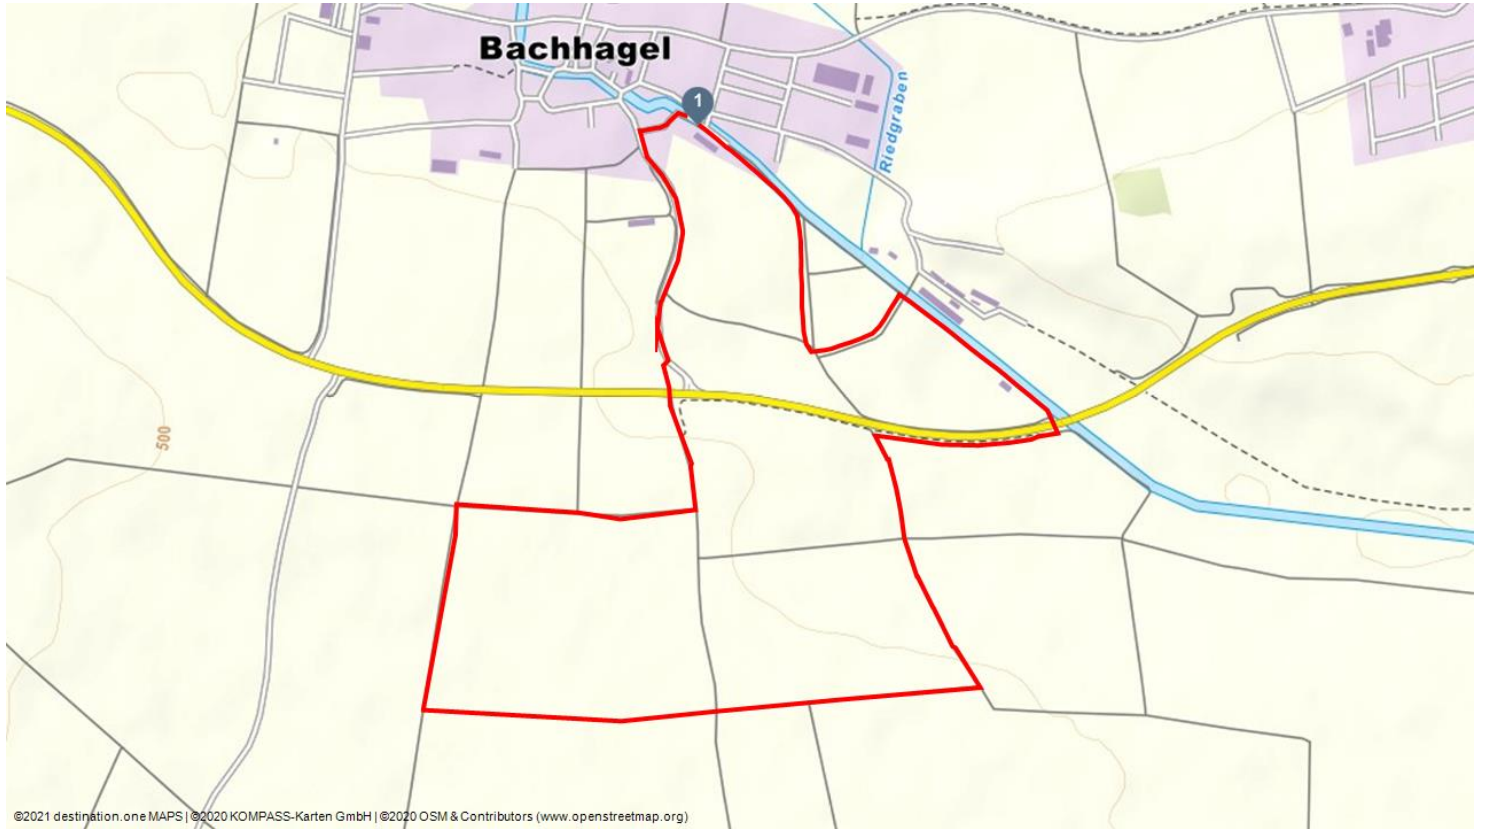 Bachhagel
1
Riedgraben
500
©2021 destination.one MAPS | ©2020 KOMPASS-Karten GmbH | ©2020 OSM & Contributors (www.openstreetmap.org)